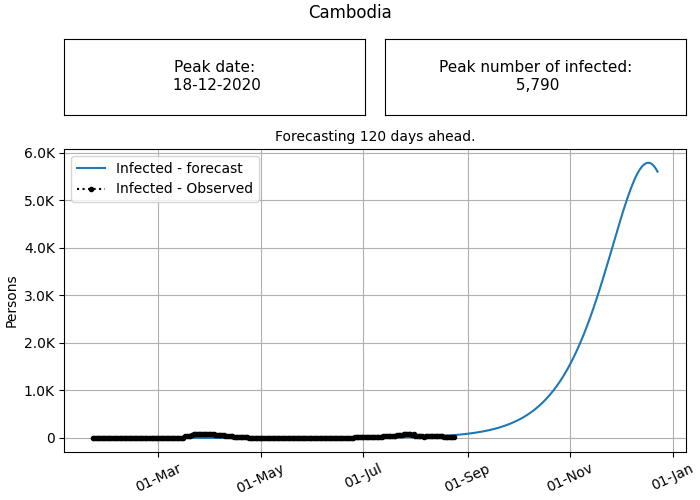 Cambodia
Peak date:
18-12-2020
Peak number of infected:
5,790
Forecasting 120 days ahead.
Infected - forecast
Infected - Observed
6.0K
5.0K
4.0K
3.0K
2.0K
1.0K
0
Persons
01-Mar
01-May
01-Jul
01-Sep
01-Nov
01-Jan